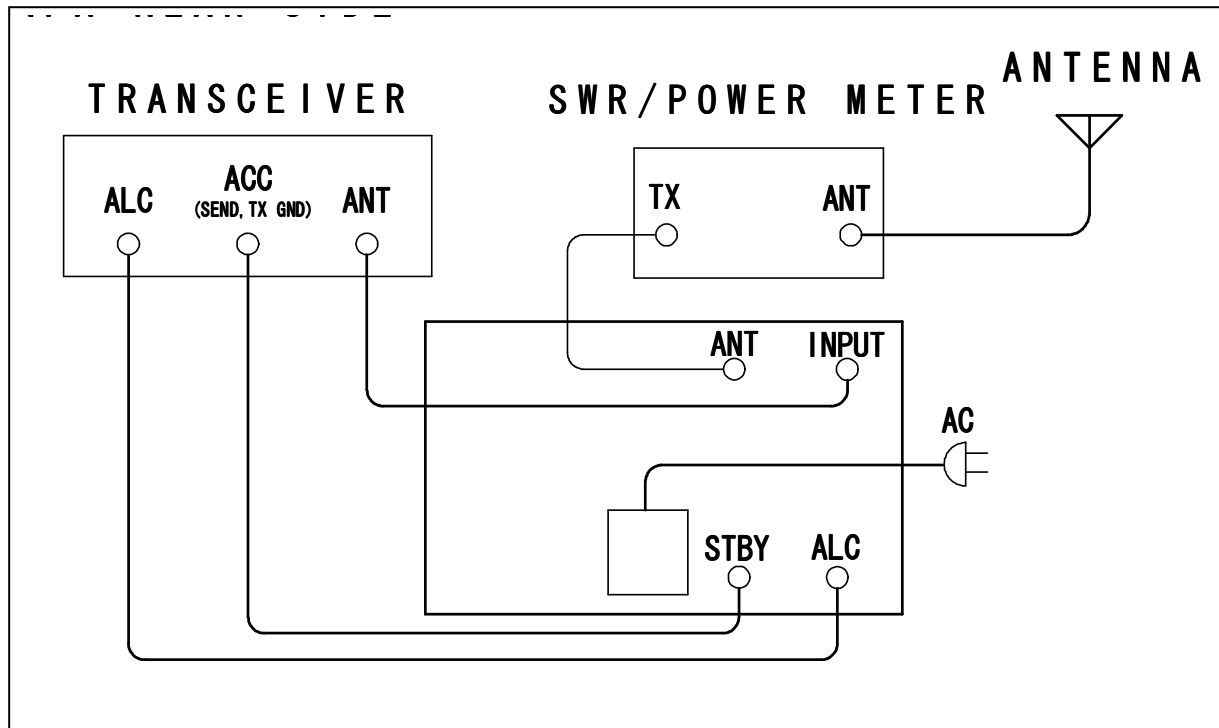 ANTENNA
TRANSCEIVER
SWR/POWER METER
ALC
ACC
(SEND, TX GND)
ANT
TX
ANT
ANT
INPUT
AC
STBY
ALC